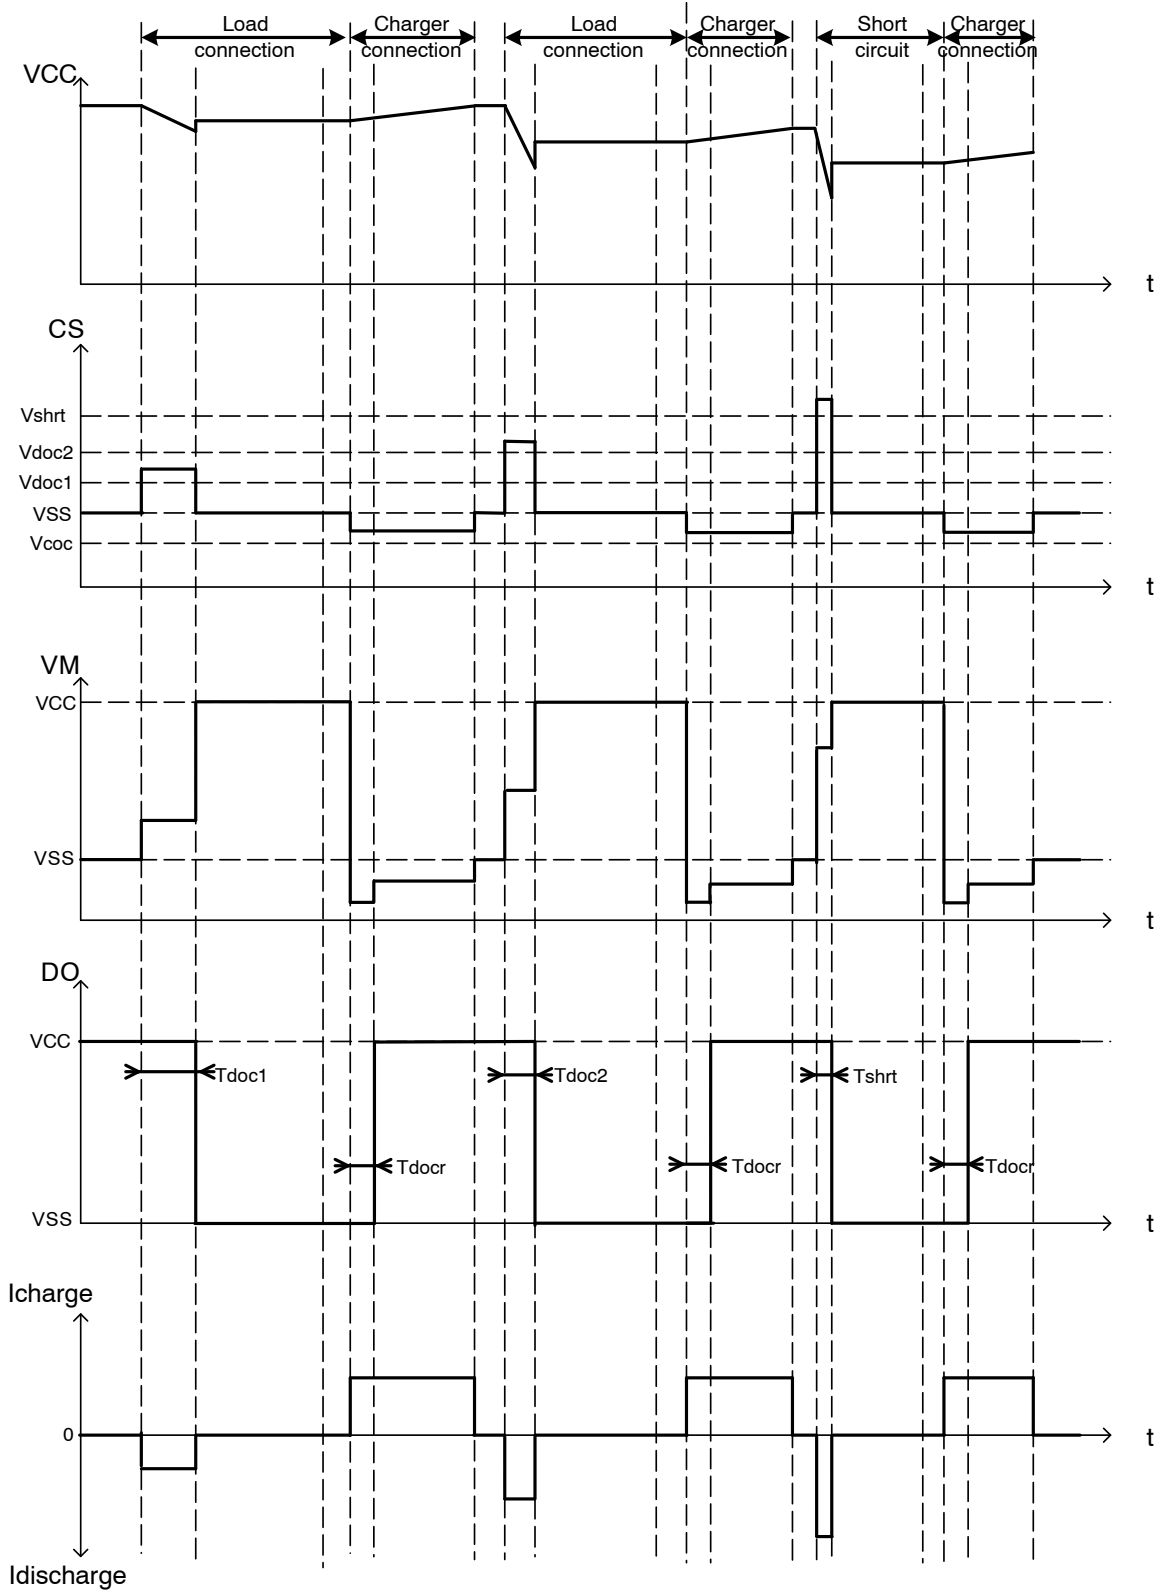 Load connection
Charger connection
Load connection
Charger connection
Short circuit
Charger connection
VCC
t
CS
Vshrt
Vdoc2
Vdoc1
VSS
Vcoc
t
VM
VCC
VSS
t
DO
VCC
Tdoc1
Tdoc2
Tshrt
Tdocr
Tdocr
Tdocr
VSS
t
Icharge
0
t
Idischarge